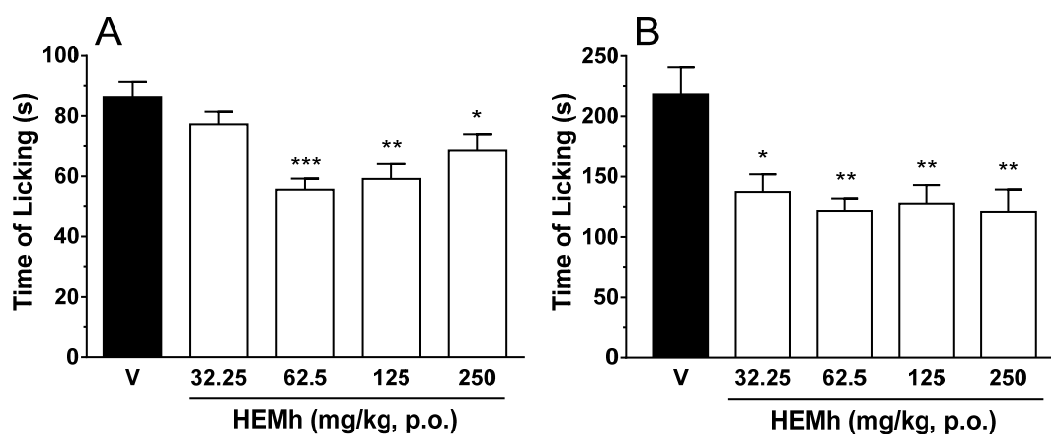 A
Time of Licking (s)
100
80
60
40
20
0
***
**
*
V 32.25 62.5 125 250
HEMh (mg/kg, p.o.)
B
Time of Licking (s)
250
200
150
100
50
0
*
**
**
**
V 32.25 62.5 125 250
HEMh (mg/kg, p.o.)